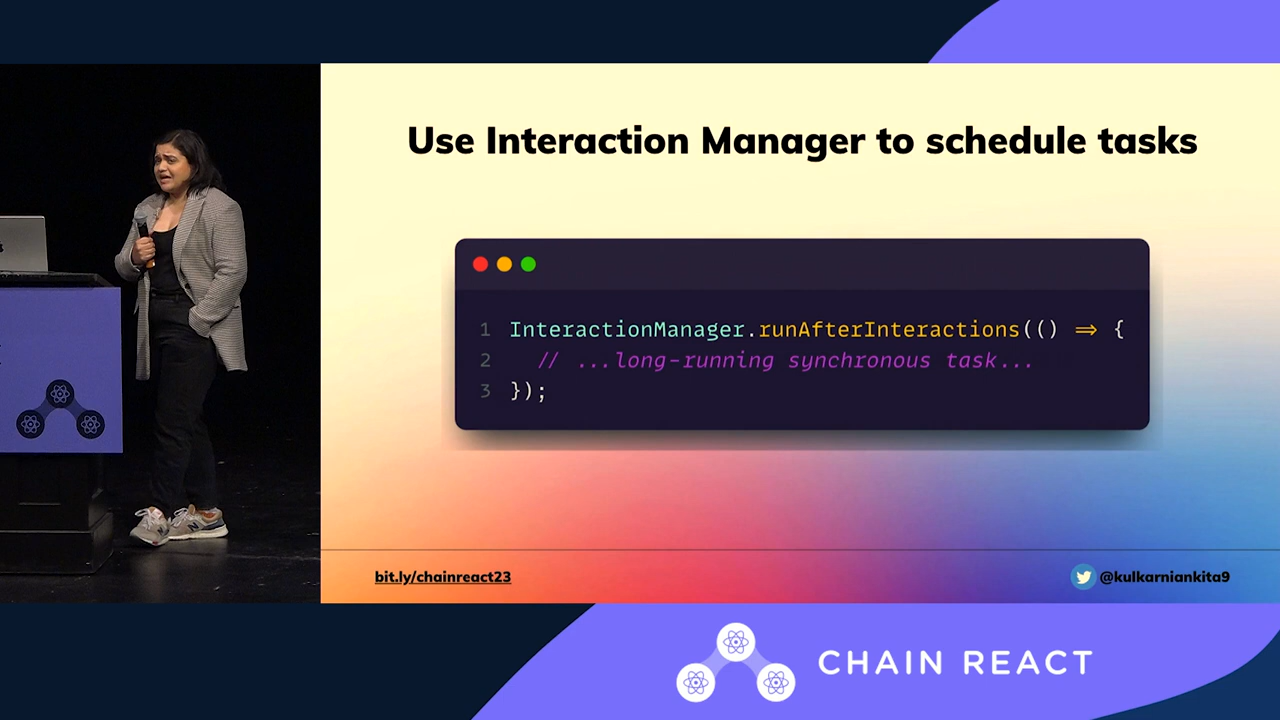 Use Interaction Manager to schedule tasks
1 InteractionManager.runAfterInteractions(() => {
2 // ...long-running synchronous task...
3 });
bit.ly/chainreact23
@kulkarniankita9
CHAIN REACT